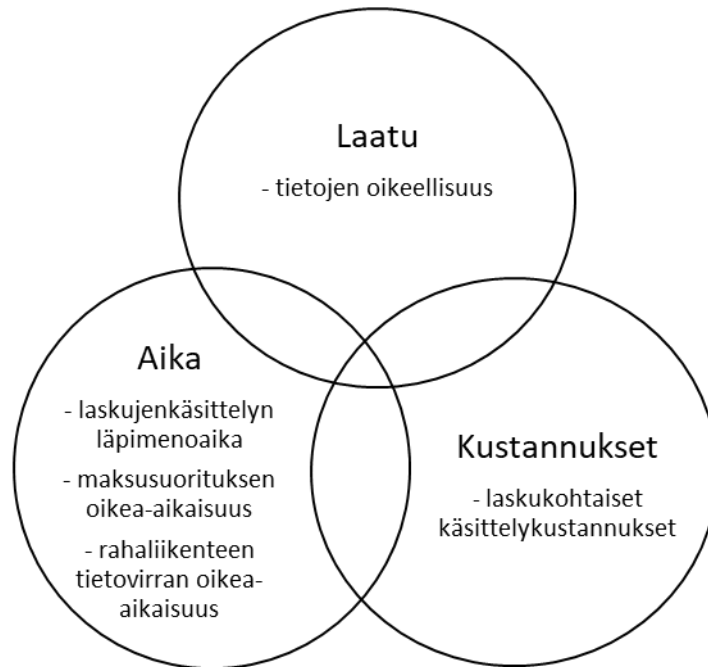 Laatu
- tietojen oikeellisuus
Aika
- laskujenkäsittelyn
läpimenoaika
- maksusuorituksen
oikea-aikaisuus
- rahaliikenteen
tietovirran oikea-
aikaisuus
Kustannukset
- laskukohtaiset
käsittelykustannukset